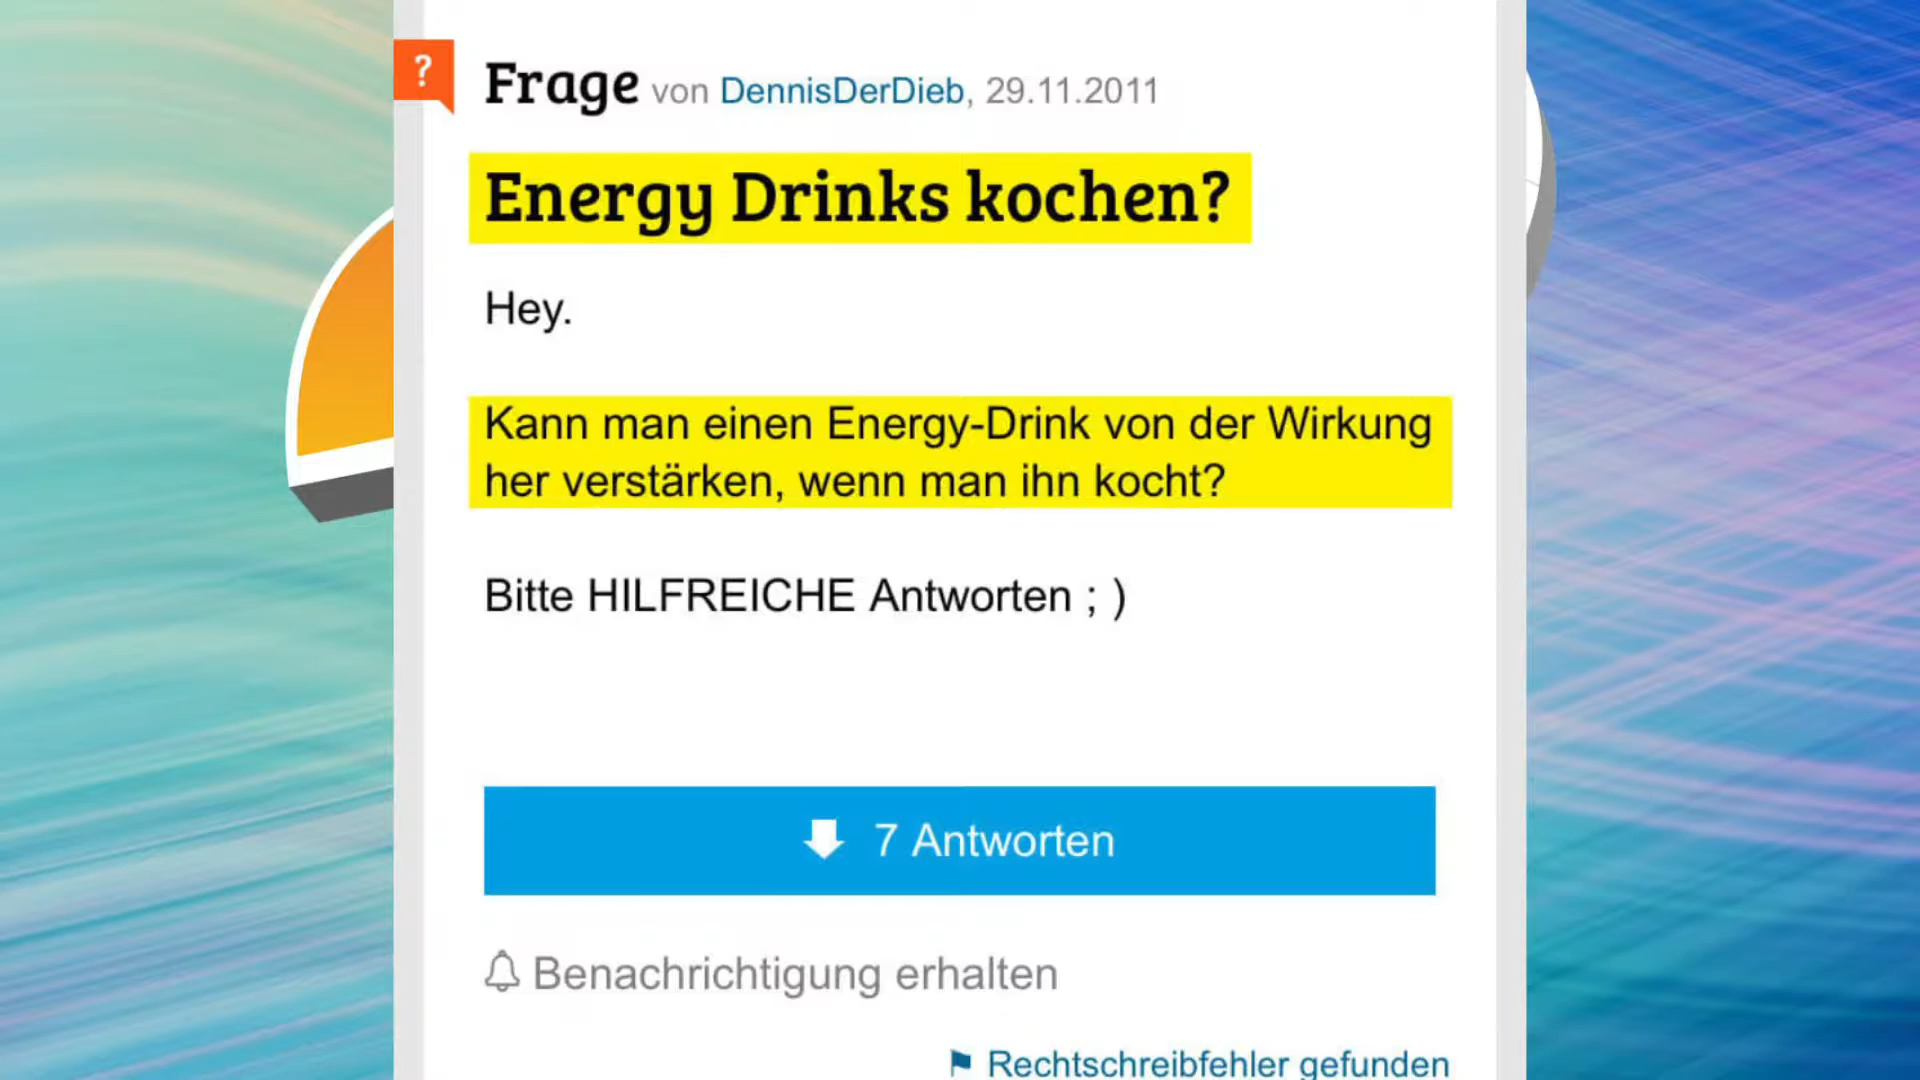 ?
Frage von DennisDerDieb, 29.11.2011
Energy Drinks kochen?
Hey.
Kann man einen Energy-Drink von der Wirkung
her verstärken, wenn man ihn kocht?
Bitte HILFREICHE Antworten ; )
7 Antworten
Benachrichtigung erhalten
Rechtschreibfehler gefunden